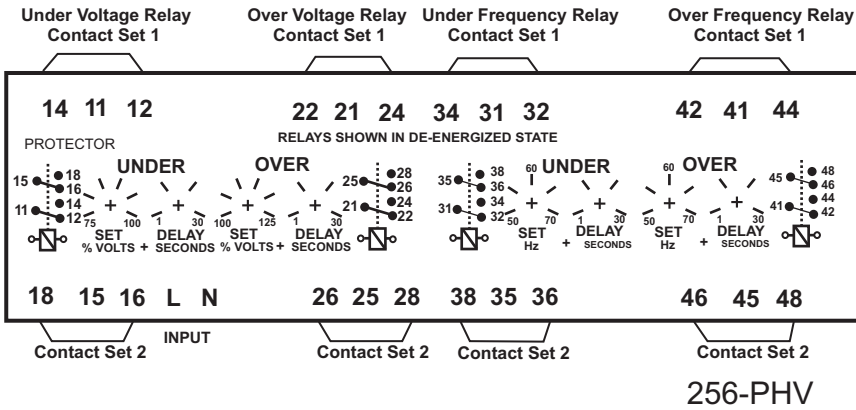 Under Voltage Relay
Contact Set 1
Over Voltage Relay
Contact Set 1
Under Frequency Relay
Contact Set 1
Over Frequency Relay
Contact Set 1
14 11 12 22 21 24 34 31 32 42 41 44
RELAYS SHOWN IN DE-ENERGIZED STATE
PROTECTOR
UNDER OVER UNDER OVER
15 18 16 14 11 12
75 100 1 30 100 125 1 30
SET % VOLTS + DELAY SECONDS
SET % VOLTS + DELAY SECONDS
25 28 26 24 21 22
35 38 36 34 31 32
60 60
50 70 1 30 50 70 1 30
SET Hz + DELAY SECONDS
SET Hz + DELAY SECONDS
45 48 46 44 41 42
18 15 16 L N 26 25 28 38 35 36 46 45 48
INPUT
Contact Set 2 Contact Set 2 Contact Set 2 Contact Set 2
256-PHV